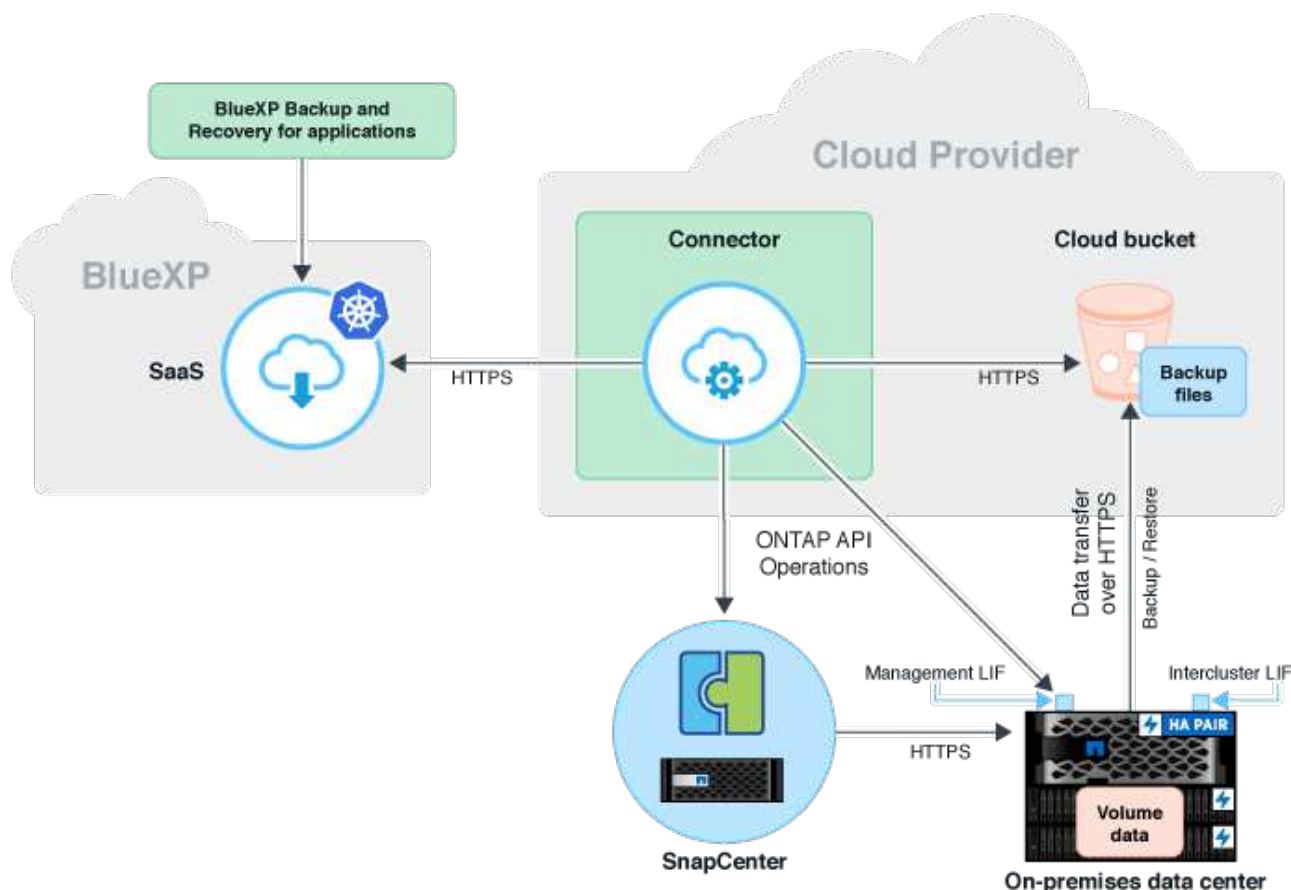 BlueXP Backup and
Recovery for applications
Cloud Provider
BlueXP
SaaS
HTTPS
Connector
HTTPS
Cloud bucket
Backup
files
ONTAP API
Operations
Data transfer
over HTTPS
Backup / Restore
Management LIF
Intercluster LIF
HA PAIR
HTTPS
Volume
data
SnapCenter
On-premises data center